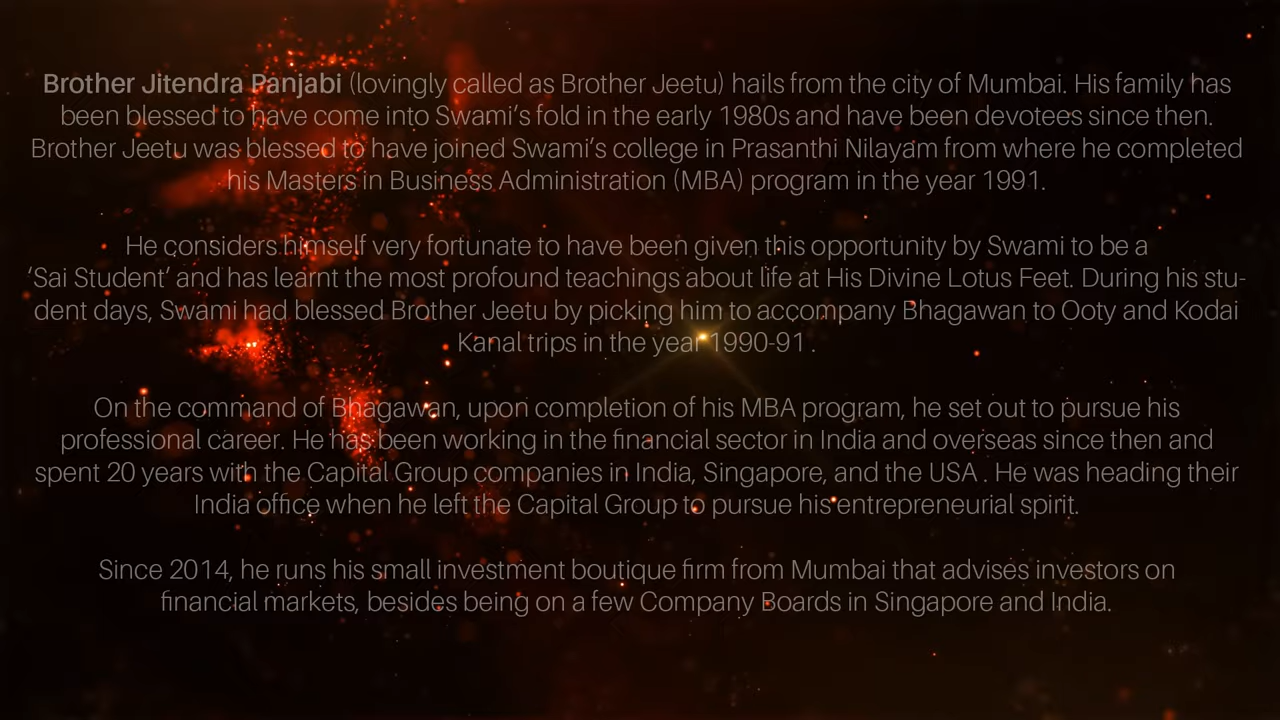 Brother Jitendra Panjabi (lovingly called as Brother Jeetu) hails from the city of Mumbai. His family has
been blessed to have come into Swami’s fold in the early 1980s and have been devotees since then.
Brother Jeetu was blessed to have joined Swami’s college in Prasanthi Nilayam from where he completed
his Masters in Business Administration (MBA) program in the year 1991.
He considers himself very fortunate to have been given this opportunity by Swami to be a
‘Sai Student’ and has learnt the most profound teachings about life at His Divine Lotus Feet. During his stu-
dent days, Swami had blessed Brother Jeetu by picking him to accompany Bhagawan to Ooty and Kodai
Kanal trips in the year 1990-91 .
On the command of Bhagawan, upon completion of his MBA program, he set out to pursue his
professional career. He has been working in the financial sector in India and overseas since then and
spent 20 years with the Capital Group companies in India, Singapore, and the USA . He was heading their
India office when he left the Capital Group to pursue his entrepreneurial spirit.
Since 2014, he runs his small investment boutique firm from Mumbai that advises investors on
financial markets, besides being on a few Company Boards in Singapore and India.